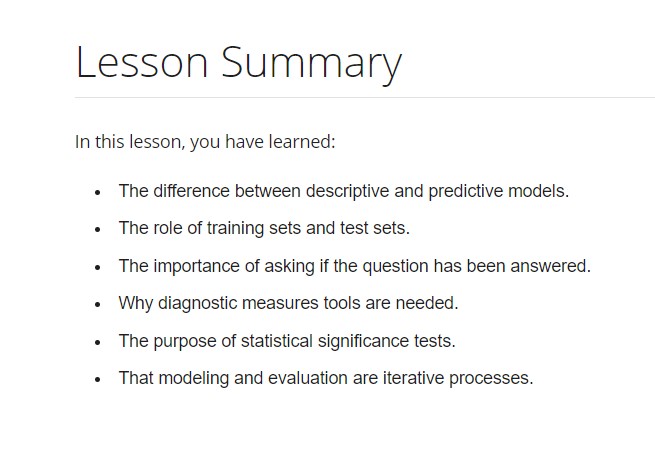 Lesson Summary
In this lesson, you have learned:
• The difference between descriptive and predictive models.
• The role of training sets and test sets.
• The importance of asking if the question has been answered.
• Why diagnostic measures tools are needed.
• The purpose of statistical significance tests.
• That modeling and evaluation are iterative processes.